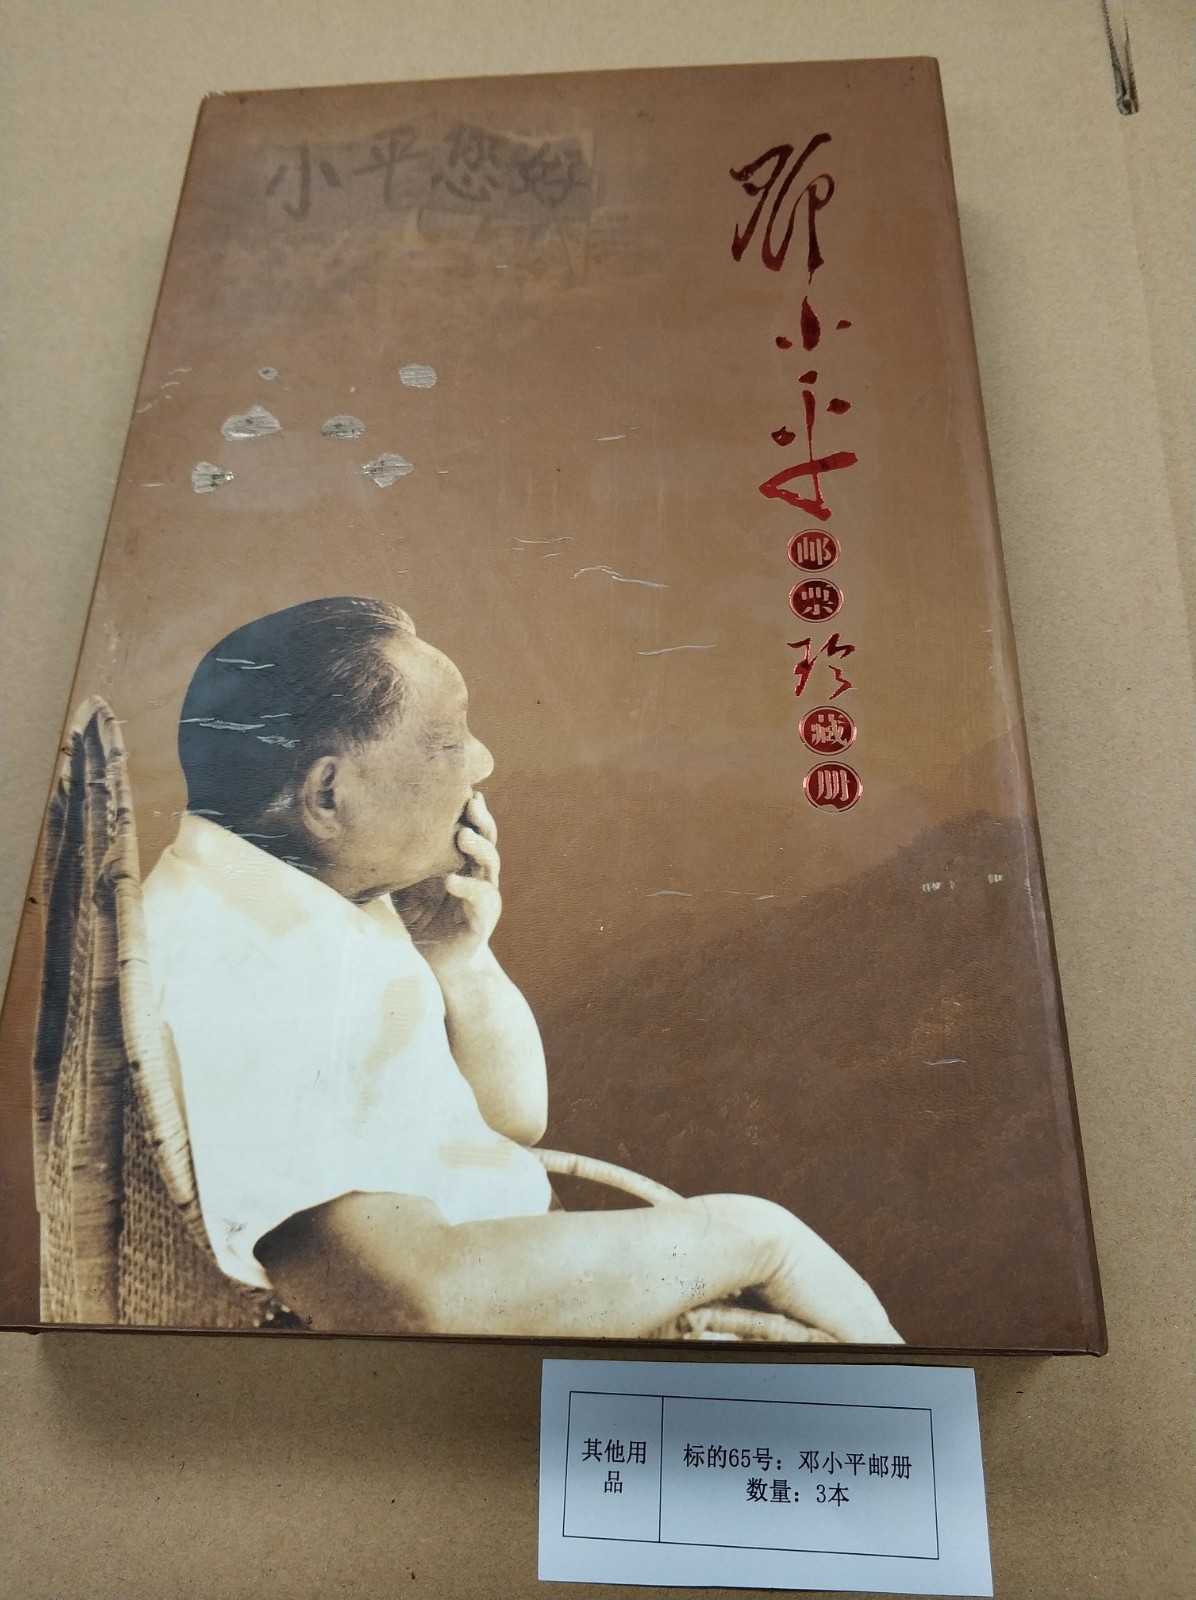 小平您好
邓小平
邮票珍藏册
其他用
品
标的65号：邓小平邮册
数量：3本